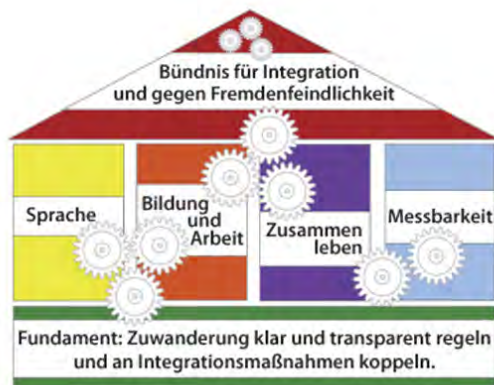 Bündnis für Integration
und gegen Fremdenfeindlichkeit
Sprache
Bildung
und
Arbeit
Zusammen
leben
Messbarkeit
Fundament: Zuwanderung klar und transparent regeln
und an Integrationsmaßnahmen koppeln.